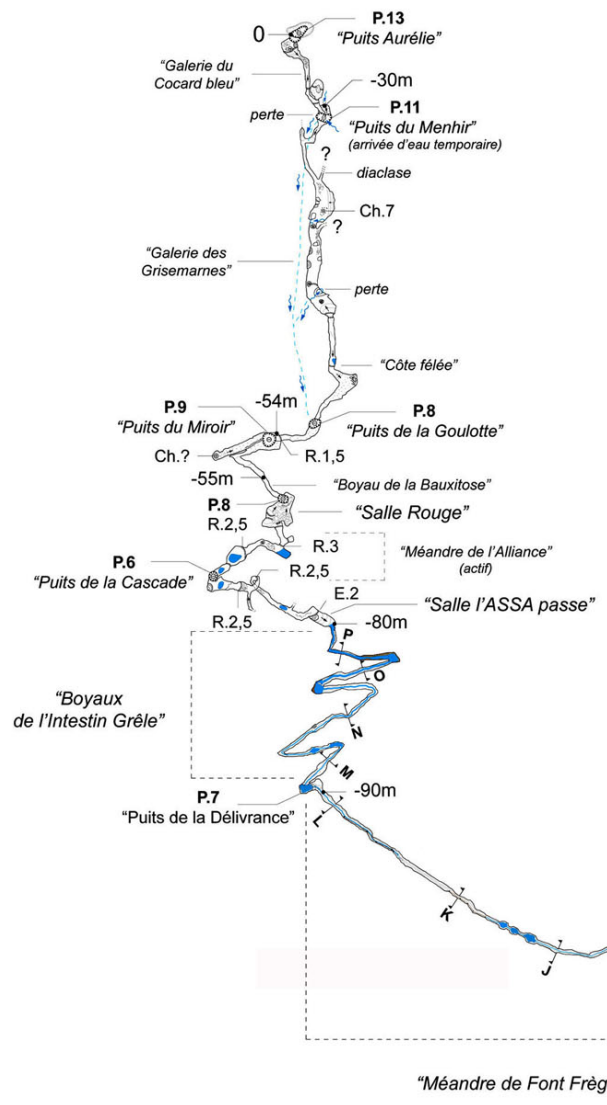 P.13
0
“Puits Aurélie”
“Galerie du
Cocard bleu”
-30m
perte
P.11
“Puits du Menhir”
(arrivée d’eau temporaire)
?
diaclase
Ch.7
?
“Galerie des
Grisemarnes”
perte
“Côte félée”
-54m
P.9
“Puits du Miroir”
P.8
“Puits de la Goulotte”
Ch.?
R.1,5
-55m
“Boyau de la Bauxitose”
P.8
R.2,5
“Salle Rouge”
R.3
“Méandre de l’Alliance”
(actif)
P.6
“Puits de la Cascade”
R.2,5
R.2,5
E.2
“Salle l’ASSA passe”
-80m
P
O
“Boyaux
de l’Intestin Grêle”
N
M
P.7
“Puits de la Délivrance”
-90m
L
K
J
“Méandre de Font Frèg